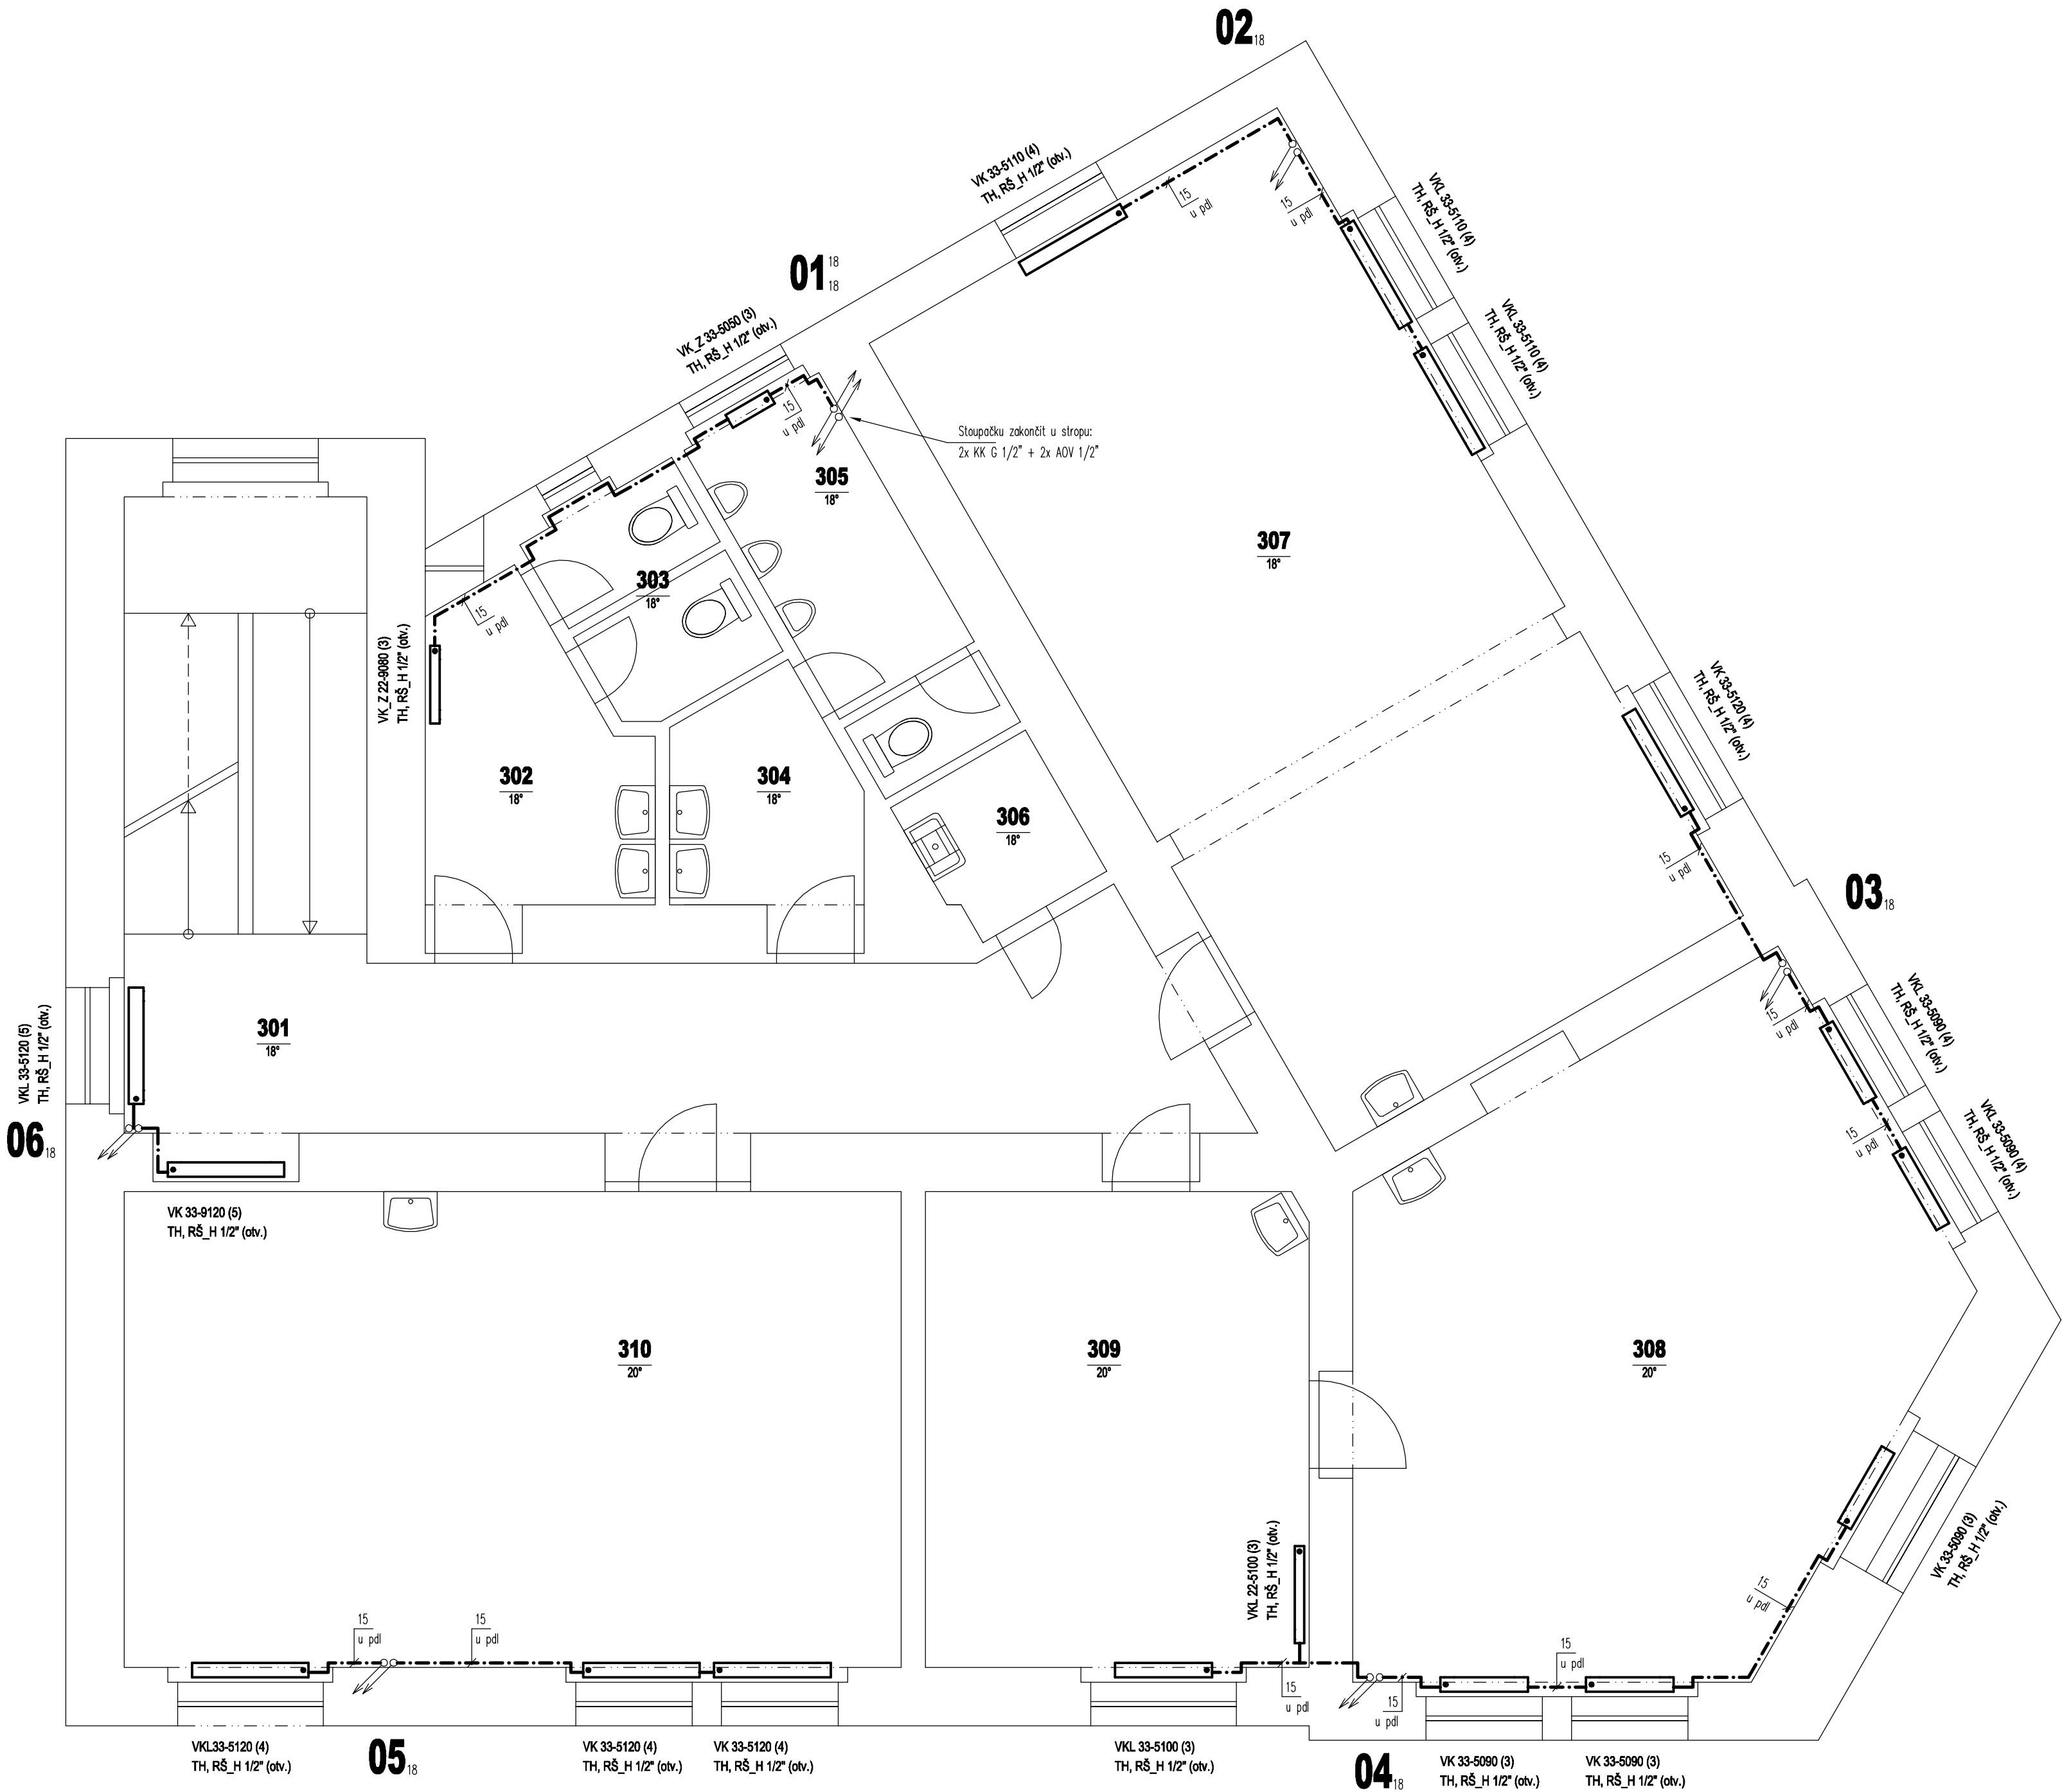 02 18
VK 33-5110 (4)
TH, RŠ_H 1/2" (otv.)
15
u pdl
15
u pdl
VKL 33-5110 (4)
TH, RŠ_H 1/2" (otv.)
01 18
18
VKL 33-5110 (4)
TH, RŠ_H 1/2" (otv.)
VK_Z 33-5050 (3)
TH, RŠ_H 1/2" (otv.)
15
u pdl
Stoupačku zakončit u stropu:
2x KK G 1/2" + 2x AOV 1/2"
305
18°
307
18°
303
18°
15
u pdl
VK_Z 22-9080 (3)
TH, RŠ_H 1/2" (otv.)
VK 33-5120 (4)
TH, RŠ_H 1/2" (otv.)
302
18°
304
18°
306
18°
15
u pdl
03 18
VKL 33-5120 (5)
TH, RŠ_H 1/2" (otv.)
301
18°
15
u pdl
VKL 33-5090 (4)
TH, RŠ_H 1/2" (otv.)
06 18
15
u pdl
VKL 33-5090 (4)
TH, RŠ_H 1/2" (otv.)
VK 33-9120 (5)
TH, RŠ_H 1/2" (otv.)
310
20°
309
20°
308
20°
VKL 22-5100 (3)
TH, RŠ_H 1/2" (otv.)
VK 33-5090 (3)
TH, RŠ_H 1/2" (otv.)
15
u pdl
15
u pdl
15
u pdl
15
u pdl
15
u pdl
15
u pdl
VKL33-5120 (4)
TH, RŠ_H 1/2" (otv.)
05 18
VK 33-5120 (4)
TH, RŠ_H 1/2" (otv.)
VK 33-5120 (4)
TH, RŠ_H 1/2" (otv.)
VKL 33-5100 (3)
TH, RŠ_H 1/2" (otv.)
04 18
VK 33-5090 (3)
TH, RŠ_H 1/2" (otv.)
VK 33-5090 (3)
TH, RŠ_H 1/2" (otv.)